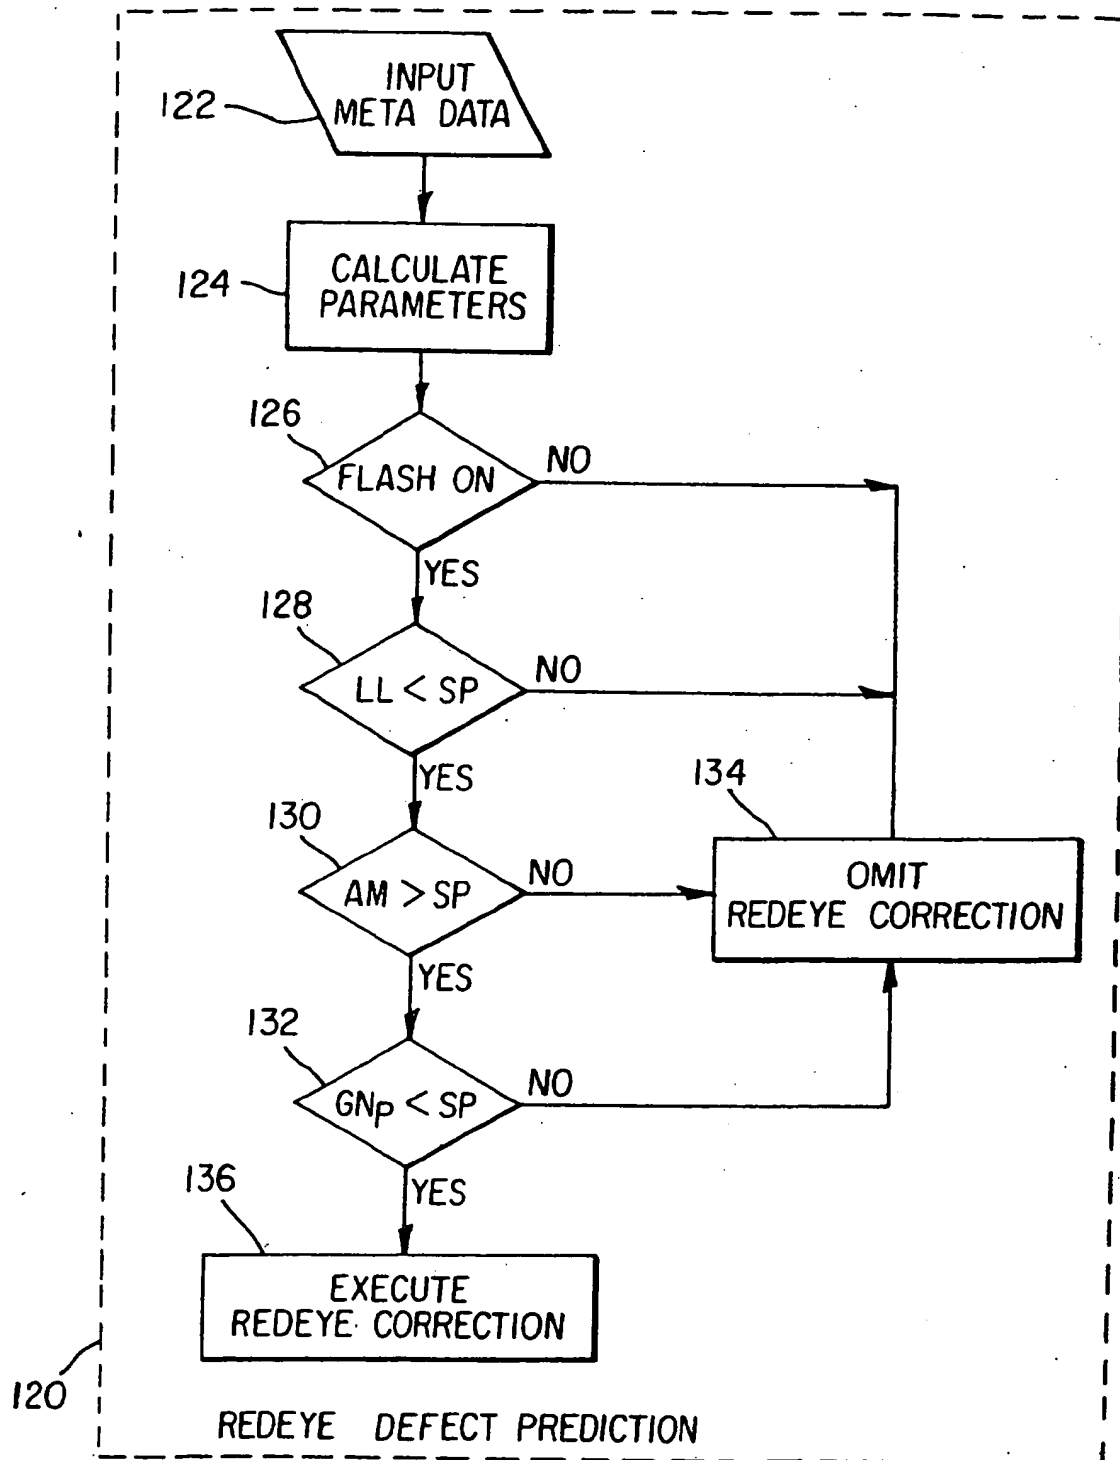 INPUT
META DATA
122
CALCULATE
PARAMETERS
124
126
FLASH ON
NO
YES
128
LL < SP
NO
YES
134
130
AM > SP
NO
OMIT
REDEYE CORRECTION
YES
132
GNP < SP
NO
YES
136
EXECUTE
REDEYE CORRECTION
120
REDEYE DEFECT PREDICTION